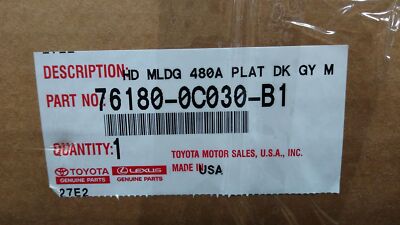 DESCRIPTION: HD MLDG 480A PLAT DK GY M
PART NO. 76180-0C030-B1
QUANTITY: 1
TOYOTA MOTOR SALES, U.S.A., INC.
TOYOTA GENUINE PARTS LEXUS GENUINE PARTS MADE IN USA
27E2